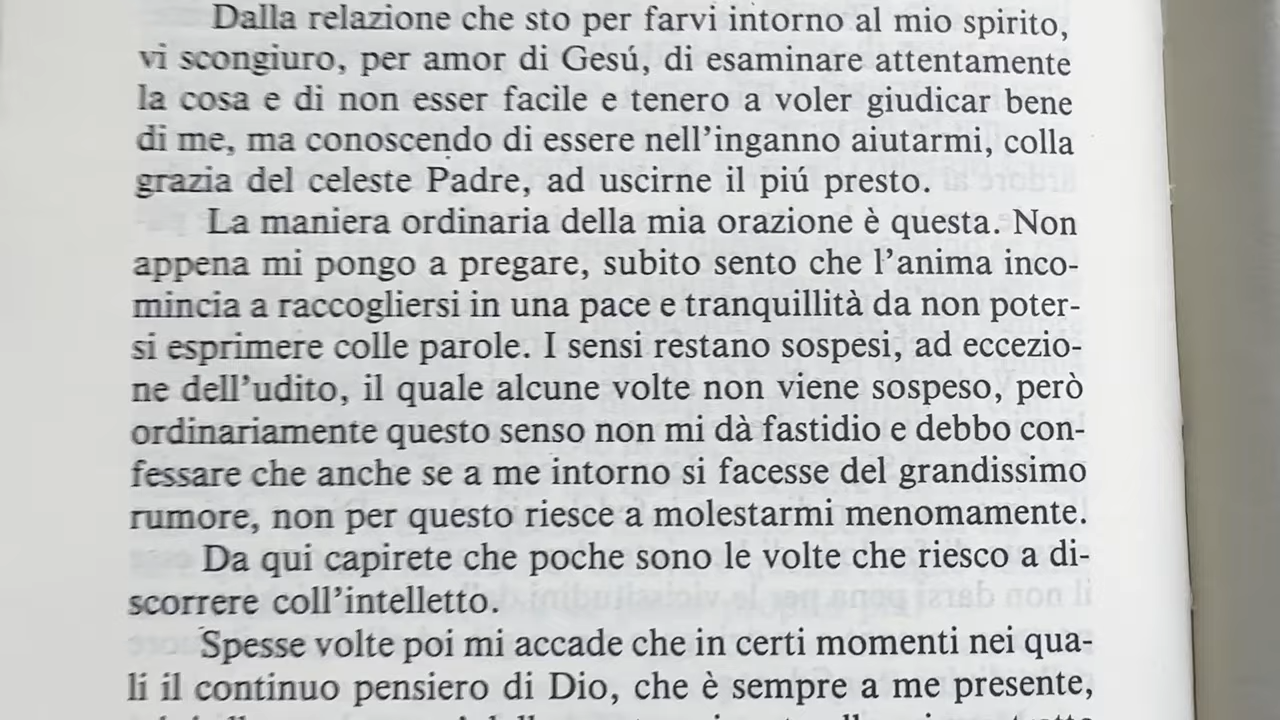 Dalla relazione che sto per farvi intorno al mio spirito,
vi scongiuro, per amor di Gesú, di esaminare attentamente
la cosa e di non esser facile e tenero a voler giudicar bene
di me, ma conoscendo di essere nell'inganno aiutarmi, colla
grazia del celeste Padre, ad uscirne il piú presto.
La maniera ordinaria della mia orazione è questa. Non
appena mi pongo a pregare, subito sento che l'anima inco-
mincia a raccogliersi in una pace e tranquillità da non poter-
si esprimere colle parole. I sensi restano sospesi, ad eccezio-
ne dell'udito, il quale alcune volte non viene sospeso, però
ordinariamente questo senso non mi dà fastidio e debbo con-
fessare che anche se a me intorno si facesse del grandissimo
rumore, non per questo riesce a molestarmi menomamente.
Da qui capirete che poche sono le volte che riesco a di-
scorrere coll'intelletto.
Spesse volte poi mi accade che in certi momenti nei qua-
li il continuo pensiero di Dio, che è sempre a me presente,